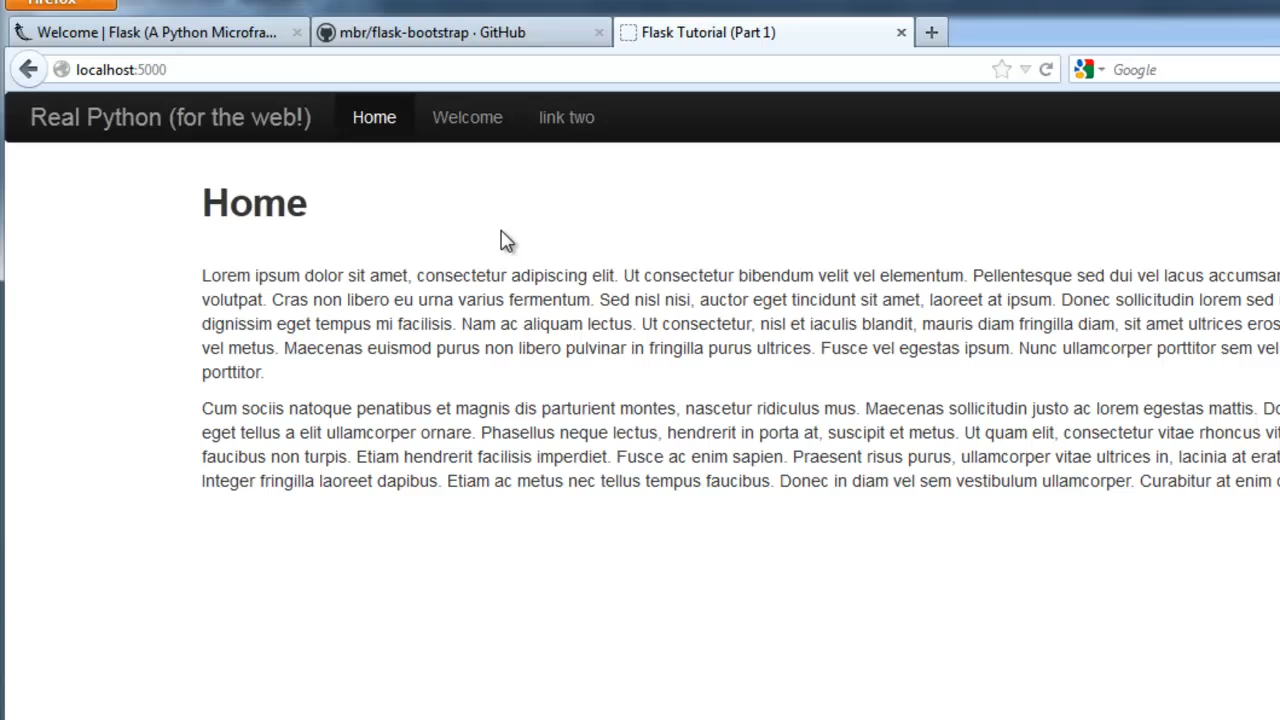 Firefox
Welcome | Flask (A Python Microfra...
mbr/flask-bootstrap · GitHub
Flask Tutorial (Part 1)
localhost:5000
Google
Real Python (for the web!)
Home
Welcome
link two
Home
Lorem ipsum dolor sit amet, consectetur adipiscing elit. Ut consectetur bibendum velit vel elementum. Pellentesque sed dui vel lacus accumsan
volutpat. Cras non libero eu urna varius fermentum. Sed nisl nisi, auctor eget tincidunt sit amet, laoreet at ipsum. Donec sollicitudin lorem sed
dignissim eget tempus mi facilisis. Nam ac aliquam lectus. Ut consectetur, nisl et iaculis blandit, mauris diam fringilla diam, sit amet ultrices eros
vel metus. Maecenas euismod purus non libero pulvinar in fringilla purus ultrices. Fusce vel egestas ipsum. Nunc ullamcorper porttitor sem vel
porttitor.
Cum sociis natoque penatibus et magnis dis parturient montes, nascetur ridiculus mus. Maecenas sollicitudin justo ac lorem egestas mattis.
eget tellus a elit ullamcorper ornare. Phasellus neque lectus, hendrerit in porta at, suscipit et metus. Ut quam elit, consectetur vitae rhoncus
faucibus non turpis. Etiam hendrerit facilisis imperdiet. Fusce ac enim sapien. Praesent risus purus, ullamcorper vitae ultrices in, lacinia at erat
Integer fringilla laoreet dapibus. Etiam ac metus nec tellus tempus faucibus. Donec in diam vel sem vestibulum ullamcorper. Curabitur at enim